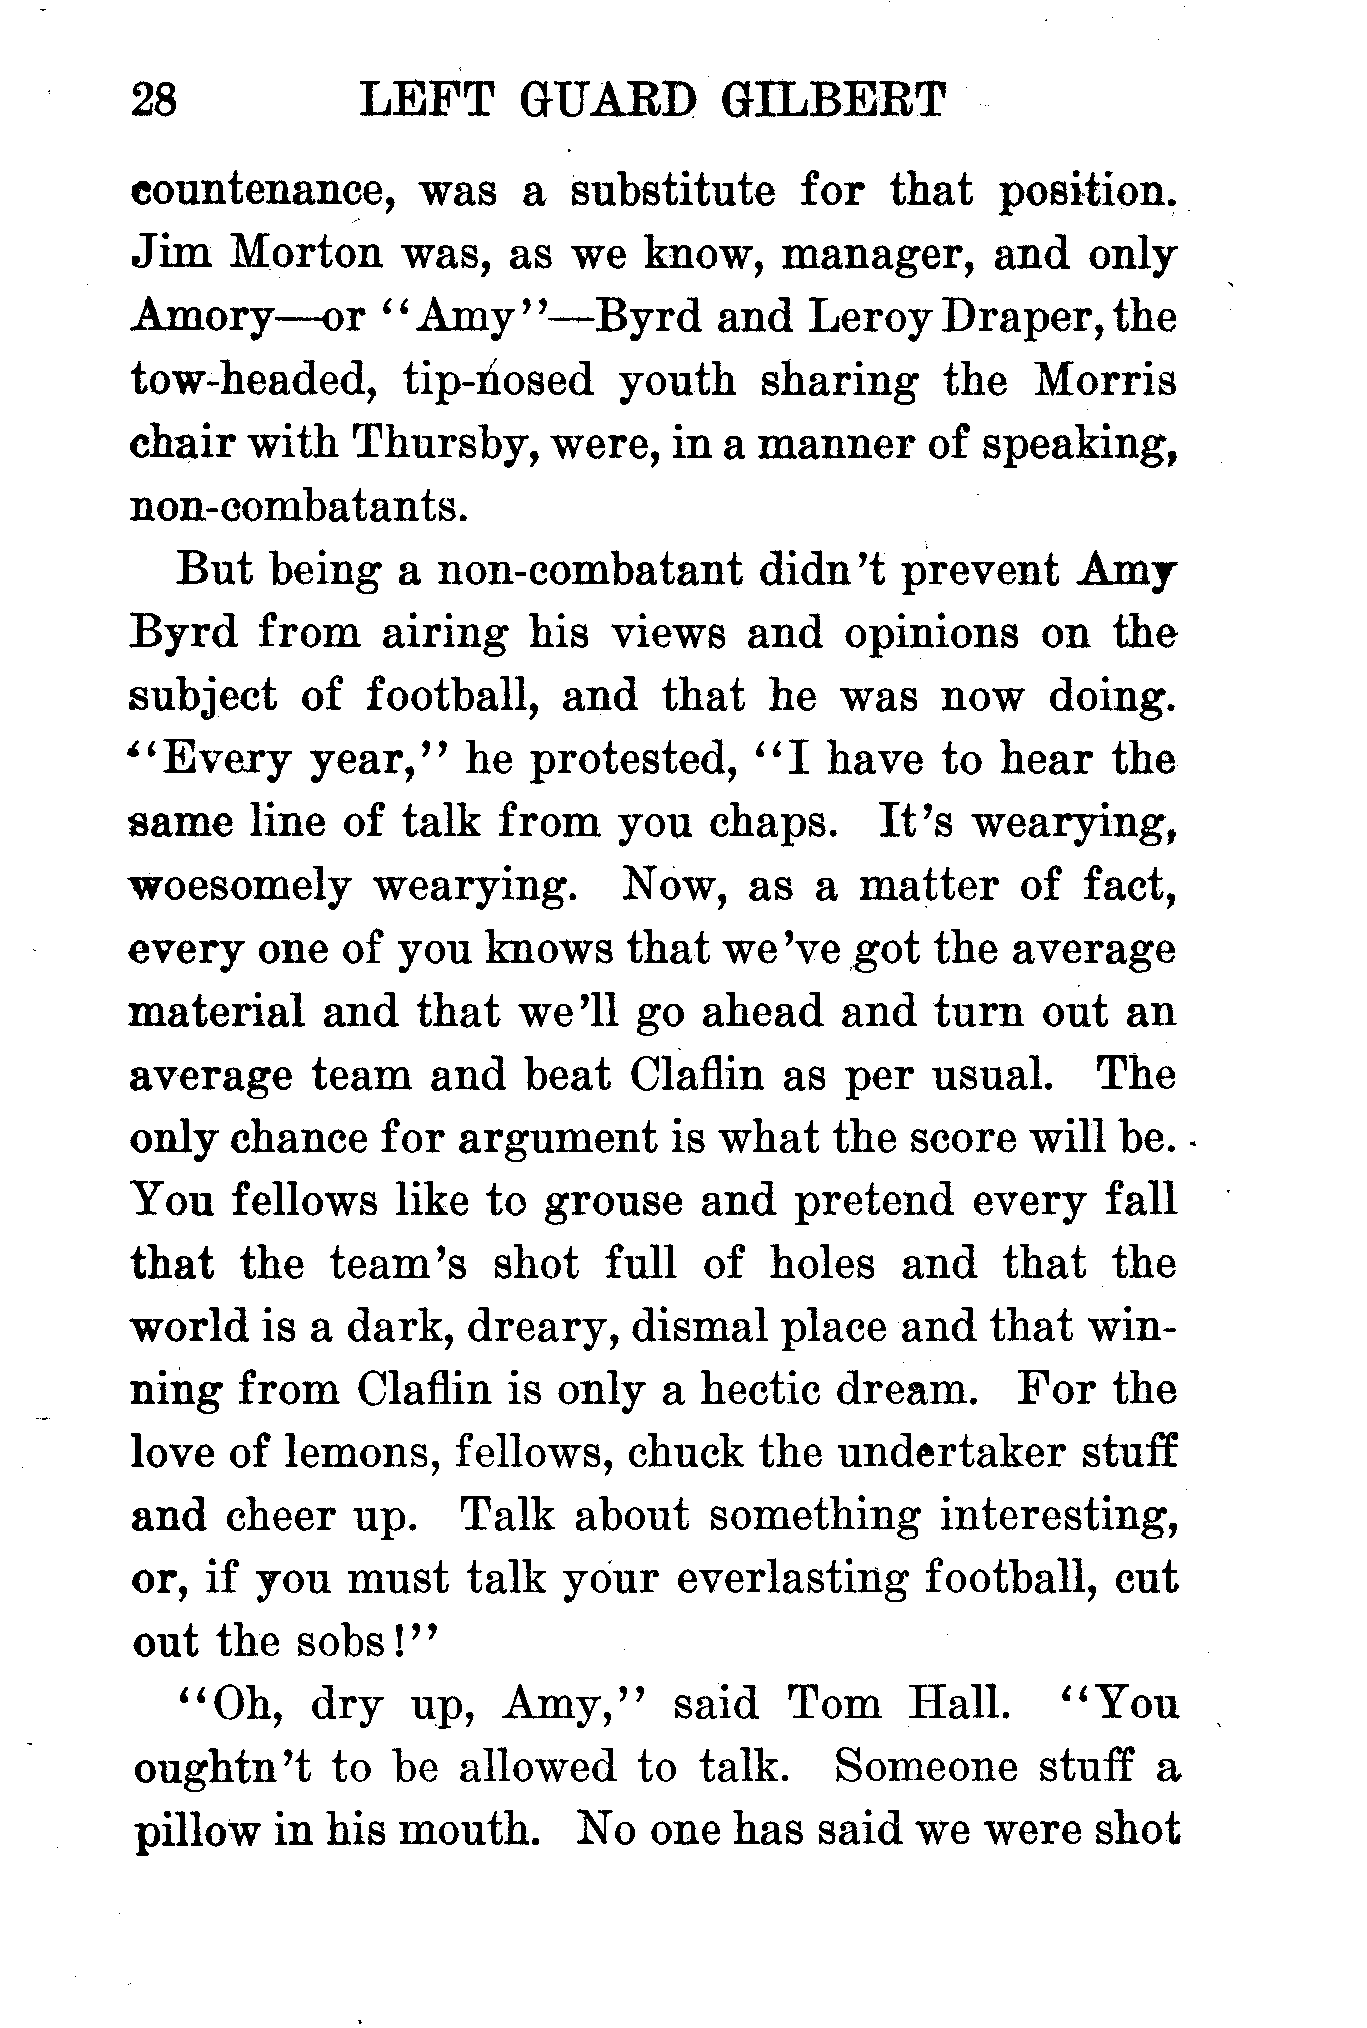 28 LEFT GUARD GILBERT
countenance, was a substitute for that position.
Jim Morton was, as we know, manager, and only
Amory—or "Amy"—Byrd and Leroy Draper, the
tow-headed, tip-nosed youth sharing the Morris
chair with Thursby, were, in a manner of speaking,
non-combatants.
But being a non-combatant didn't prevent Amy
Byrd from airing his views and opinions on the
subject of football, and that he was now doing.
"Every year," he protested, "I have to hear the
same line of talk from you chaps. It's wearying,
woesomely wearying. Now, as a matter of fact,
every one of you knows that we've got the average
material and that we'll go ahead and turn out an
average team and beat Claflin as per usual. The
only chance for argument is what the score will be.
You fellows like to grouse and pretend every fall
that the team's shot full of holes and that the
world is a dark, dreary, dismal place and that win-
ning from Claflin is only a hectic dream. For the
love of lemons, fellows, chuck the undertaker stuff
and cheer up. Talk about something interesting,
or, if you must talk your everlasting football, cut
out the sobs!"
"Oh, dry up, Amy," said Tom Hall. "You
oughtn't to be allowed to talk. Someone stuff a
pillow in his mouth. No one has said we were shot